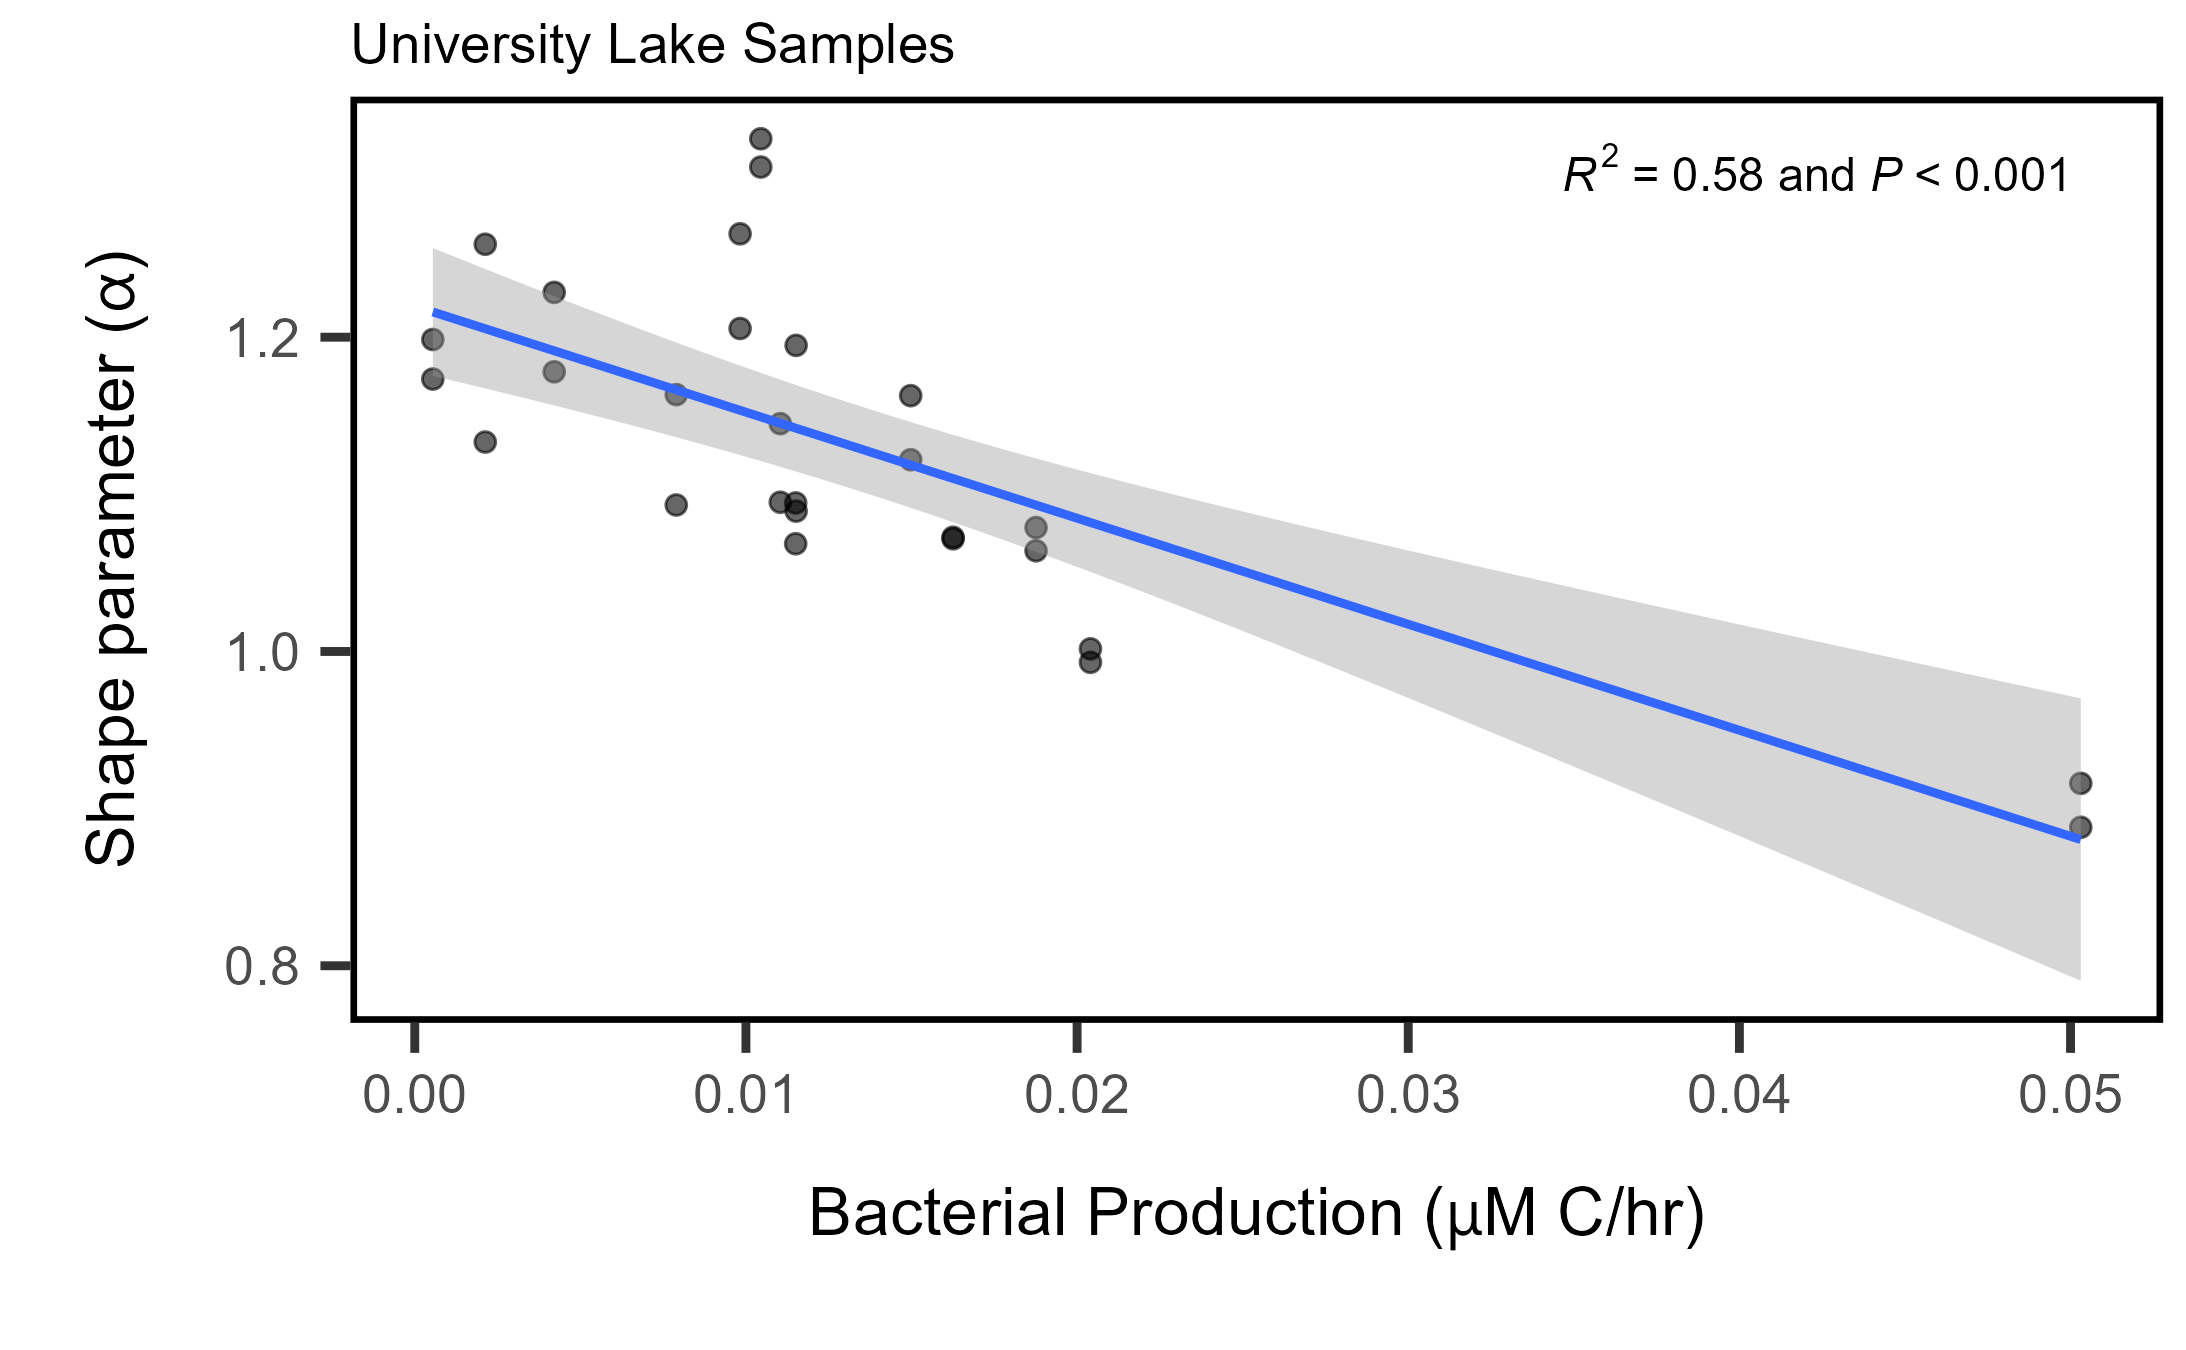 University Lake Samples
R² = 0.58 and P < 0.001
Shape parameter (α)
1.2
1.0
0.8
0.00 0.01 0.02 0.03 0.04 0.05
Bacterial Production (μM C/hr)